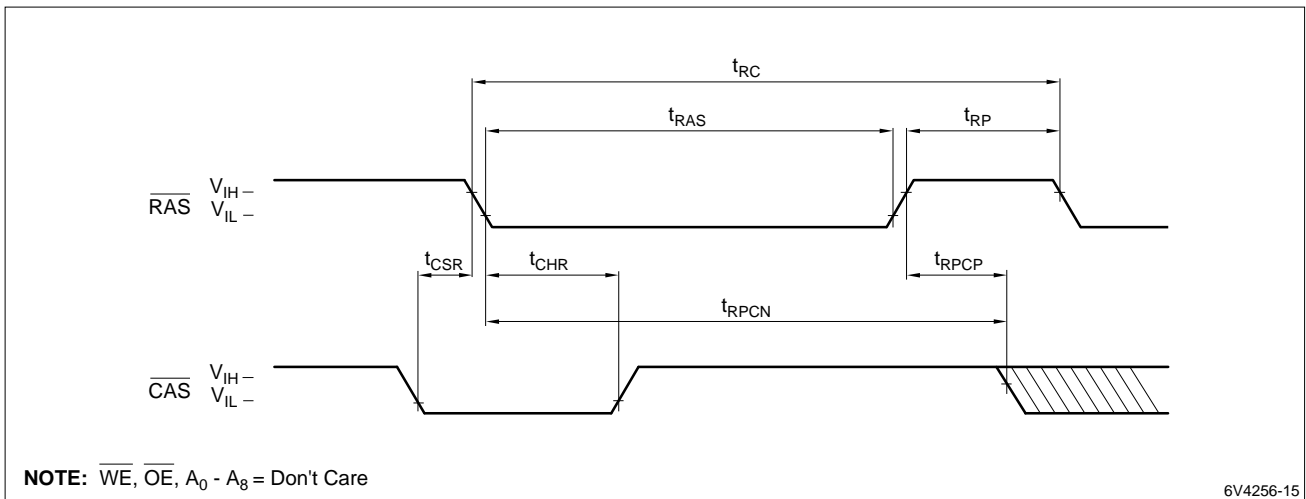 tRC
tRAS
tRP
RAS
VIH –
VIL –
tCSR
tCHR
tRPCP
tRPCN
CAS
VIH –
VIL –
NOTE: WE, OE, A0 - A8 = Don't Care
6V4256-15